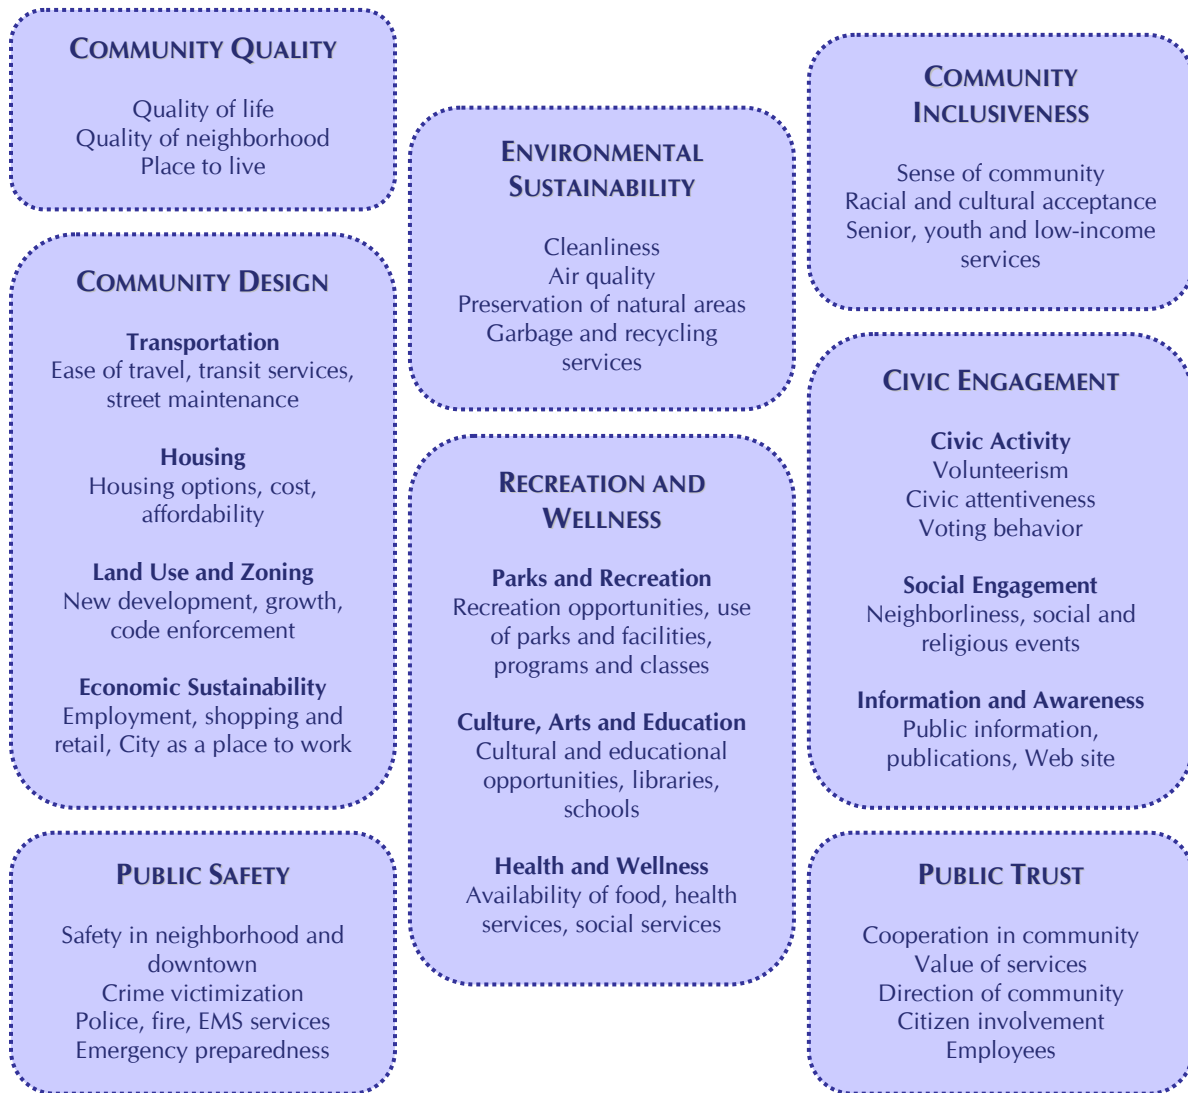 COMMUNITY QUALITY
Quality of life
Quality of neighborhood
Place to live
COMMUNITY DESIGN
Transportation
Ease of travel, transit services,
street maintenance
Housing
Housing options, cost,
affordability
Land Use and Zoning
New development, growth,
code enforcement
Economic Sustainability
Employment, shopping and
retail, City as a place to work
PUBLIC SAFETY
Safety in neighborhood and
downtown
Crime victimization
Police, fire, EMS services
Emergency preparedness
ENVIRONMENTAL
SUSTAINABILITY
Cleanliness
Air quality
Preservation of natural areas
Garbage and recycling
services
RECREATION AND
WELLNESS
Parks and Recreation
Recreation opportunities, use
of parks and facilities,
programs and classes
Culture, Arts and Education
Cultural and educational
opportunities, libraries,
schools
Health and Wellness
Availability of food, health
services, social services
COMMUNITY
INCLUSIVENESS
Sense of community
Racial and cultural acceptance
Senior, youth and low-income
services
CIVIC ENGAGEMENT
Civic Activity
Volunteerism
Civic attentiveness
Voting behavior
Social Engagement
Neighborliness, social and
religious events
Information and Awareness
Public information,
publications, Web site
PUBLIC TRUST
Cooperation in community
Value of services
Direction of community
Citizen involvement
Employees